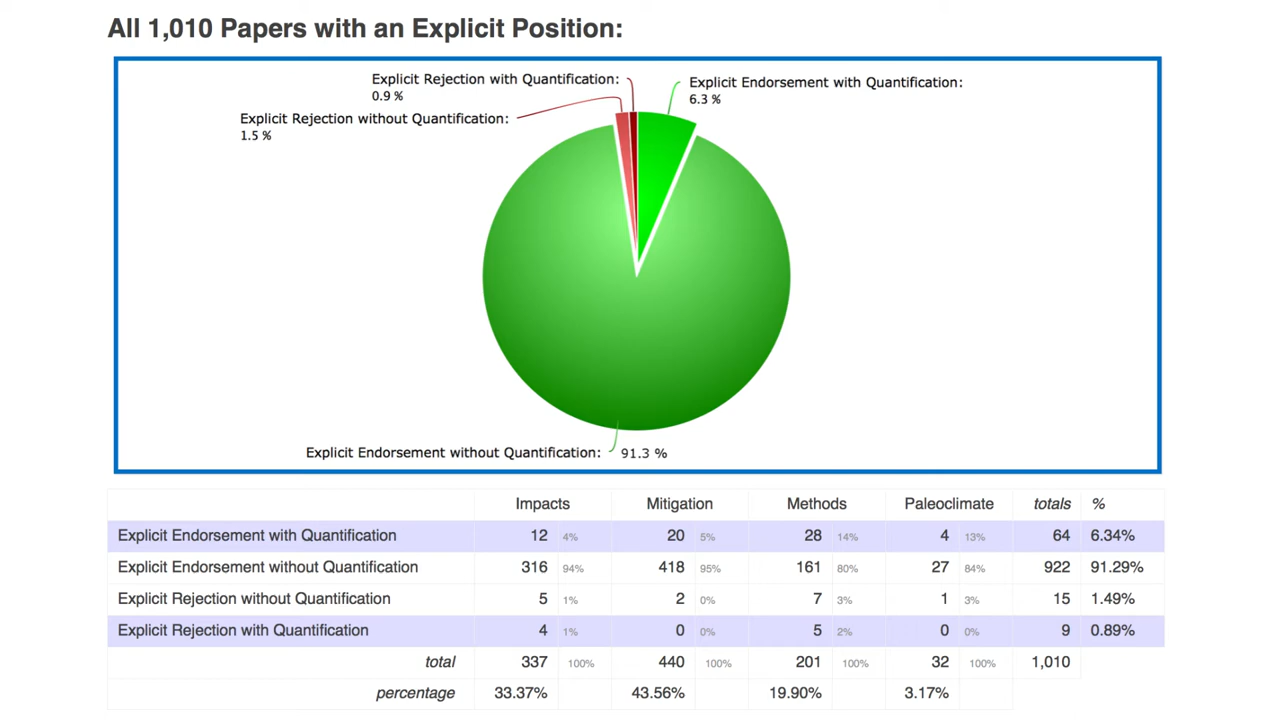 All 1,010 Papers with an Explicit Position:
Explicit Rejection with Quantification:
0.9 %
Explicit Endorsement with Quantification:
6.3 %
Explicit Rejection without Quantification:
1.5 %
Explicit Endorsement without Quantification: 91.3 %
Impacts Mitigation Methods Paleoclimate totals %
Explicit Endorsement with Quantification 12 4% 20 5% 28 14% 4 13% 64 6.34%
Explicit Endorsement without Quantification 316 94% 418 95% 161 80% 27 84% 922 91.29%
Explicit Rejection without Quantification 5 1% 2 0% 7 3% 1 3% 15 1.49%
Explicit Rejection with Quantification 4 1% 0 0% 5 2% 0 0% 9 0.89%
total 337 100% 440 100% 201 100% 32 100% 1,010
percentage 33.37% 43.56% 19.90% 3.17%